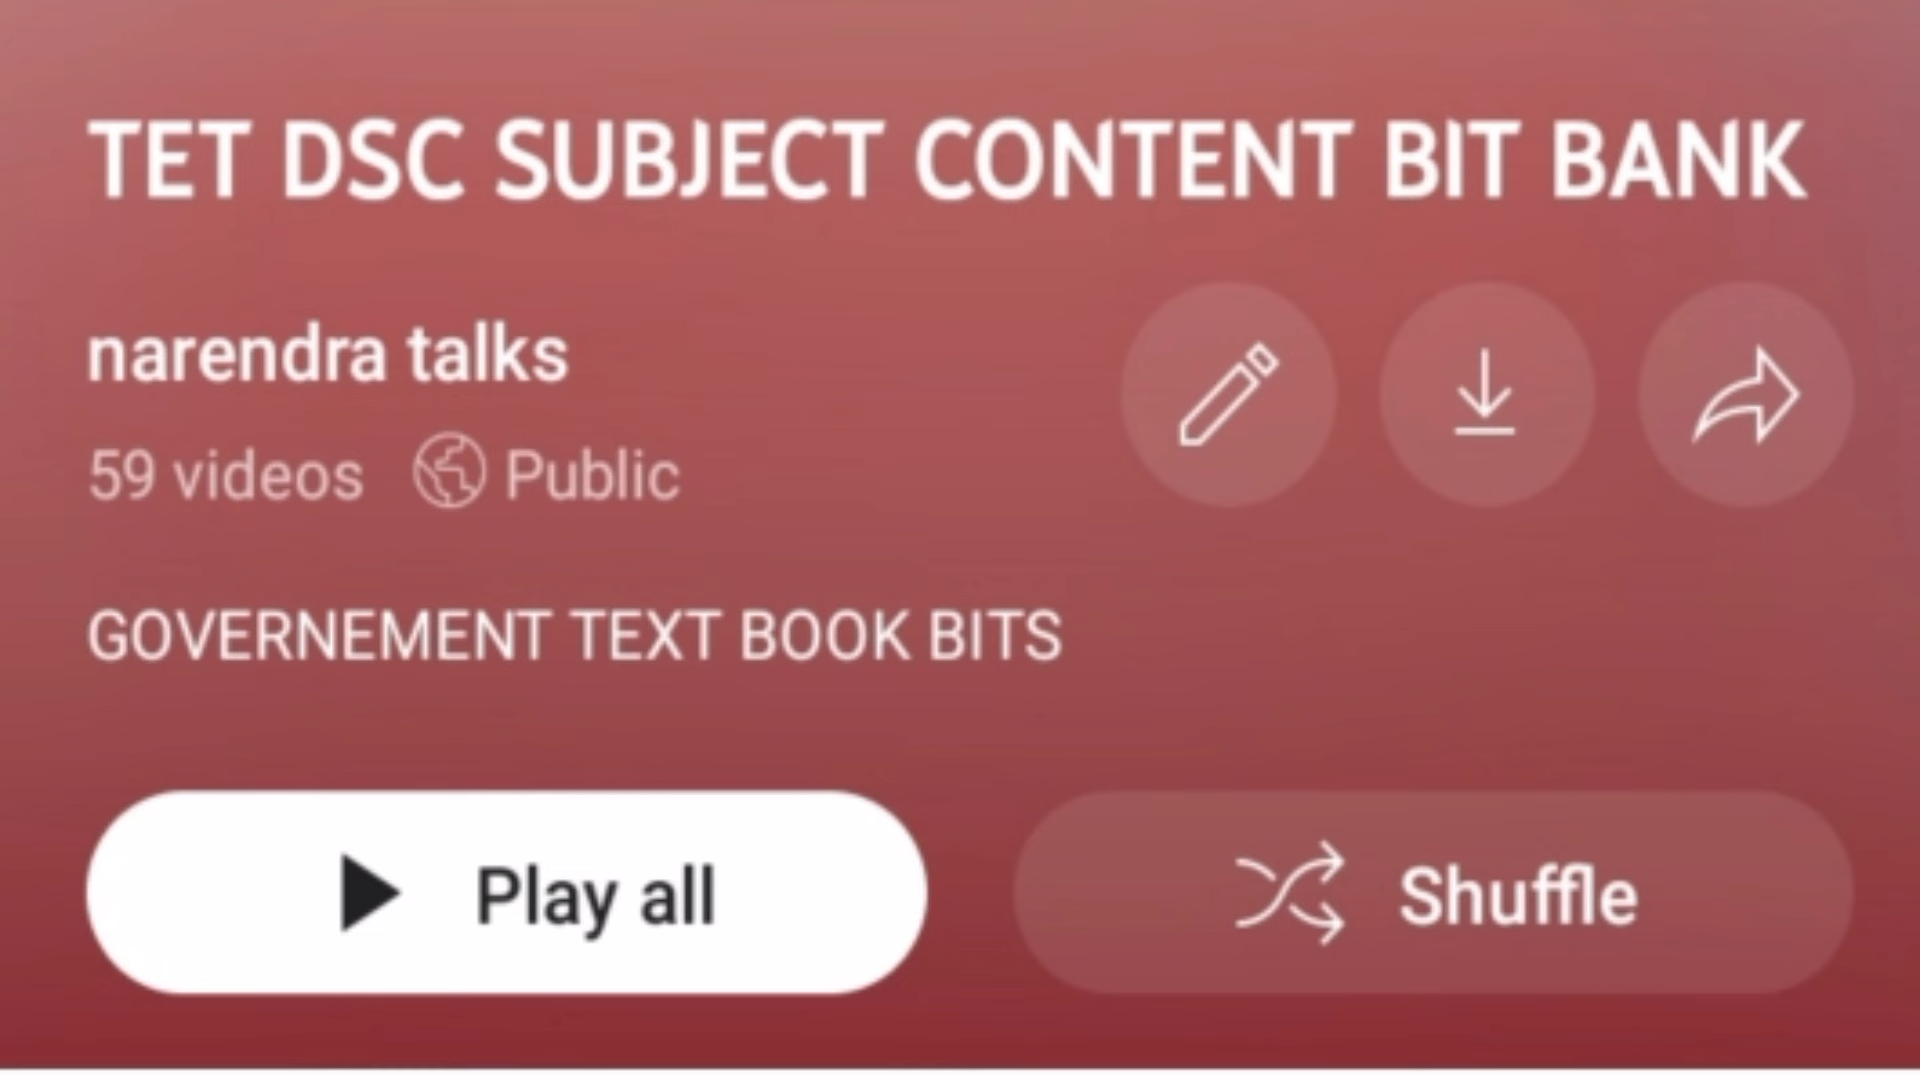 TET DSC SUBJECT CONTENT BIT BANK
narendra talks
59 videos Public
GOVERNEMENT TEXT BOOK BITS
Play all
Shuffle